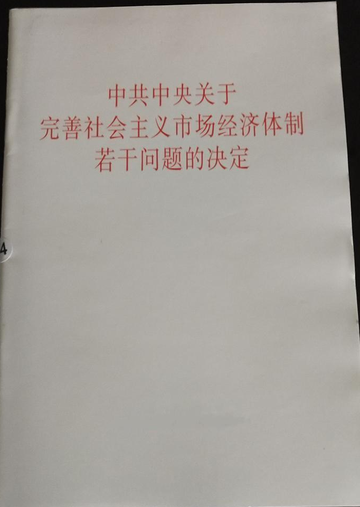 中共中央关于
完善社会主义市场经济体制
若干问题的决定
4